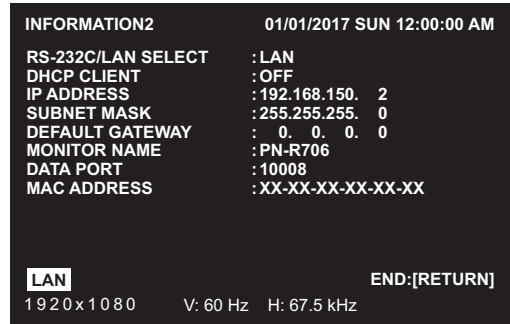 INFORMATION2 01/01/2017 SUN 12:00:00 AM
RS-232C/LAN SELECT :LAN
DHCP CLIENT :OFF
IP ADDRESS :192.168.150. 2
SUBNET MASK :255.255.255. 0
DEFAULT GATEWAY : 0. 0. 0. 0
MONITOR NAME :PN-R706
DATA PORT :10008
MAC ADDRESS :XX-XX-XX-XX-XX-XX
LAN END:[RETURN]
1920x1080 V: 60 Hz H: 67.5 kHz